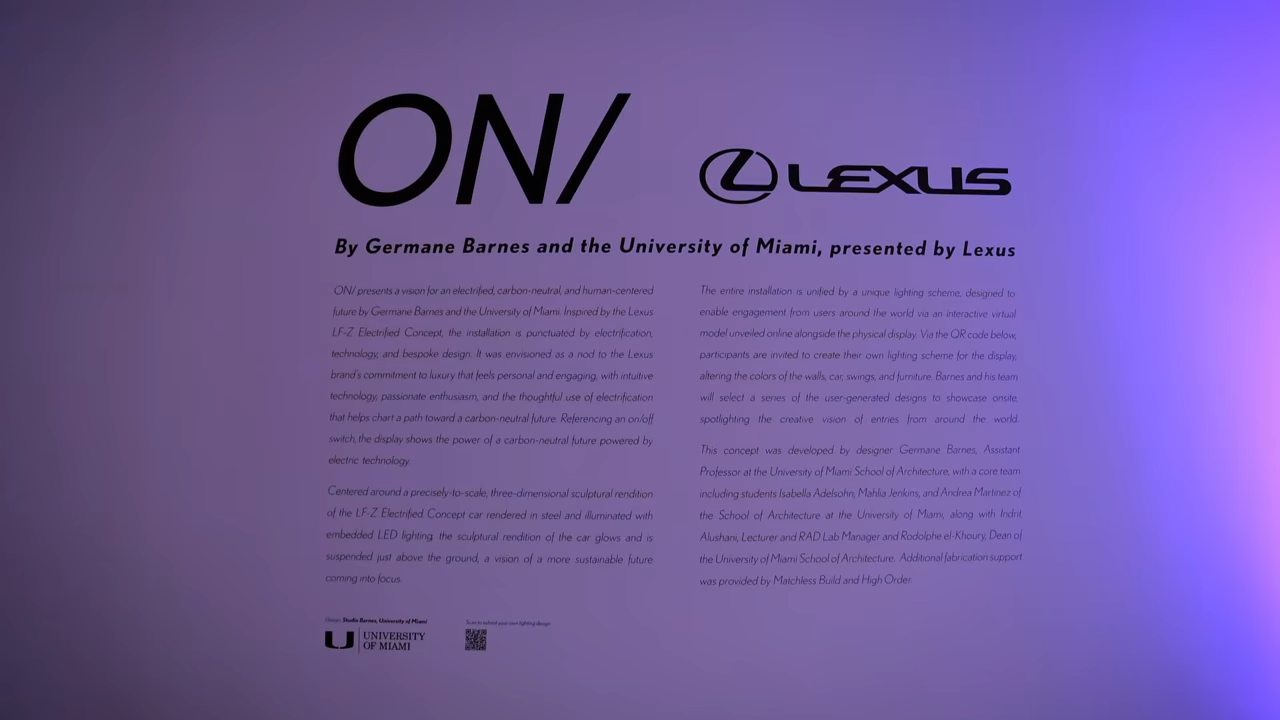 ON/
LEXUS
By Germane Barnes and the University of Miami, presented by Lexus
ON/ presents a vision for an electrified, carbon-neutral, and human-centered
future by Germane Barnes and the University of Miami. Inspired by the Lexus
LF-Z Electrified Concept, the installation is punctuated by electrification,
technology, and bespoke design. It was envisioned as a nod to the Lexus
brand's commitment to luxury that feels personal and engaging, with intuitive
technology, passionate enthusiasm, and the thoughtful use of electrification
that helps chart a path toward a carbon-neutral future. Referencing an on/off
switch, the display shows the power of a carbon-neutral future powered by
electric technology.
Centered around a precisely-to-scale, three-dimensional sculptural rendition
of the LF-Z Electrified Concept car rendered in steel and illuminated with
embedded LED lighting, the sculptural rendition of the car glows and is
suspended just above the ground, a vision of a more sustainable future
coming into focus.
The entire installation is unified by a unique lighting scheme, designed to
enable engagement from users around the world via an interactive virtual
model unveiled online alongside the physical display. Via the QR code below,
participants are invited to create their own lighting scheme for the display,
altering the colors of the walls, car, swings, and furniture. Barnes and his team
will select a series of the user-generated designs to showcase onsite,
spotlighting the creative vision of entries from around the world.
This concept was developed by designer Germane Barnes, Assistant
Professor at the University of Miami School of Architecture, with a core team
including students Isabella Adelsohn, Mahlia Jenkins, and Andrea Martinez of
the School of Architecture at the University of Miami, along with Indrit
Alushani, Lecturer and RAD Lab Manager and Rodolphe el-Khoury, Dean of
the University of Miami School of Architecture. Additional fabrication support
was provided by Matchless Build and High Order.
Design: Studio Barnes, University of Miami
Scan to submit your own lighting design
UNIVERSITY
OF MIAMI